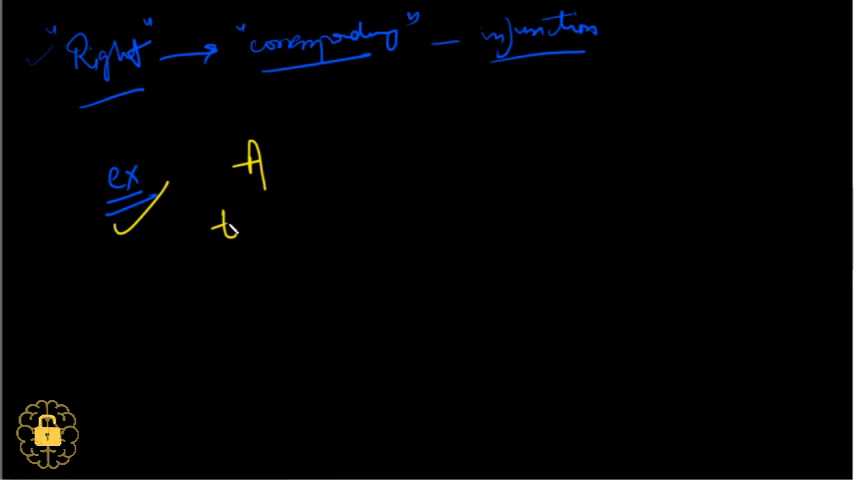 "Right" → "corresponding" — injunction
ex A
t